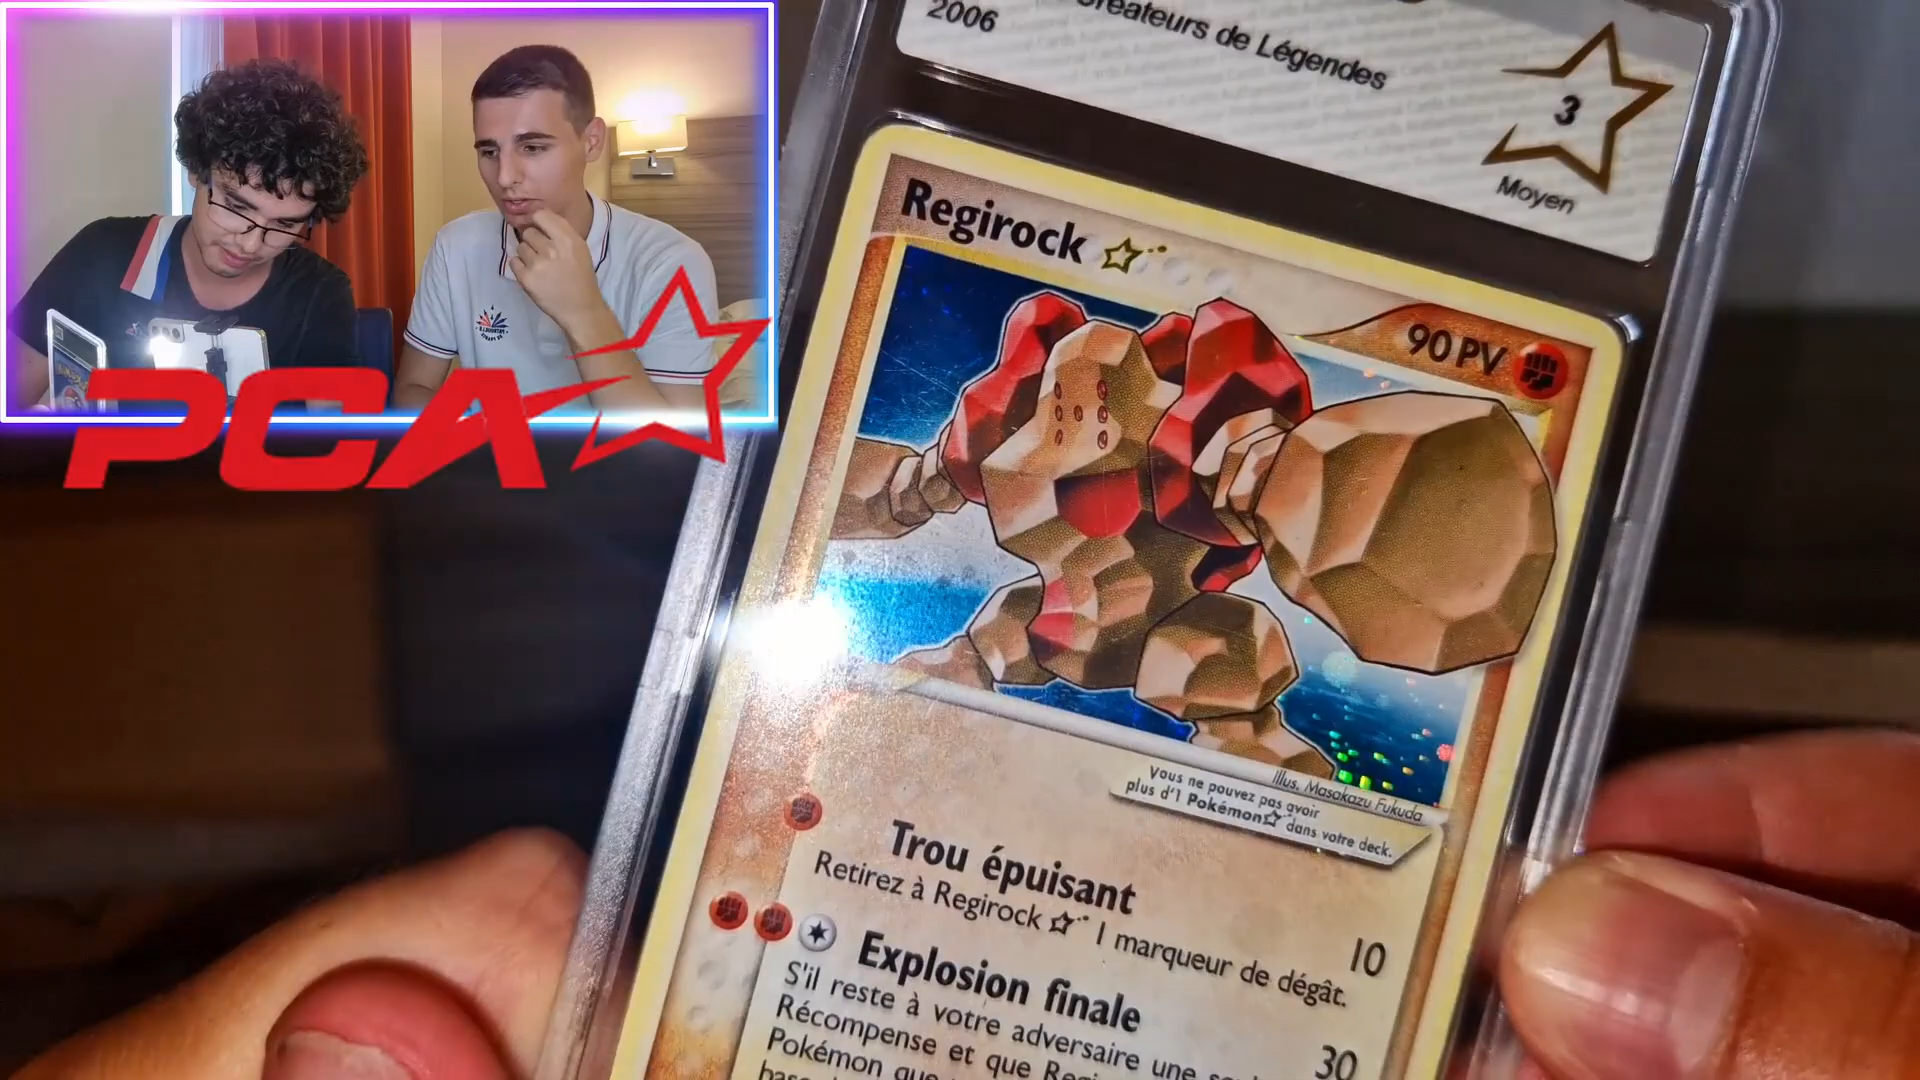 Créateurs de Légendes
2006
3
Moyen
PCA
Regirock
90 PV
Illus. Masakazu Fukuda
Vous ne pouvez pas avoir
plus d'1 Pokémon☆ dans votre deck.
Trou épuisant
10
Retirez à Regirock ☆ 1 marqueur de dégât.
Explosion finale
30
S'il reste à votre adversaire une
Récompense et que
Pokémon que